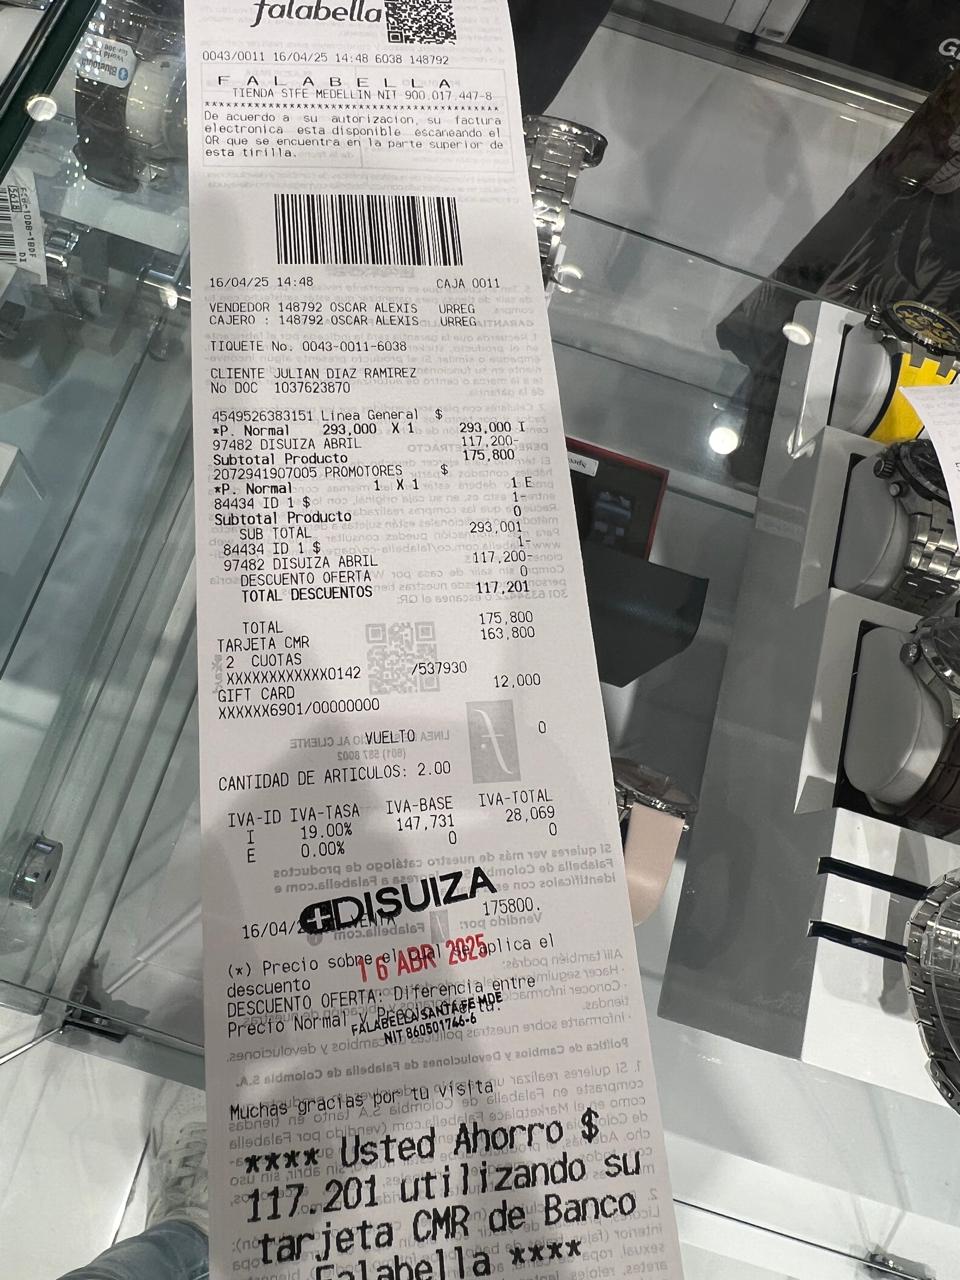 falabella
0043/0011 16/04/25 14:48 6038 148792
F A L A B E L L A
TIENDA STFE MEDELLIN NIT 900,017,447-8
****************************************************
De acuerdo a su autorizacion, su factura
electronica esta disponible escaneando el
QR que se encuentra en la parte superior de
esta tirilla.
16/04/25 14:48 CAJA 0011
VENDEDOR 148792 OSCAR ALEXIS URREG
CAJERO : 148792 OSCAR ALEXIS URREG
TIQUETE No. 0043-0011-6038
CLIENTE JULIAN DIAZ RAMIREZ
No DOC 1037623870
4549526383151 Linea General $
*P. Normal 293,000 X 1 293,000 I
97482 DISUIZA ABRIL 117,200-
Subtotal Producto 175,800
2072941907005 PROMOTORES $
*P. Normal 1 X 1 1 E
84434 ID 1 $ 1-
Subtotal Producto 0
SUB TOTAL 293,001
84434 ID 1 $ 1-
97482 DISUIZA ABRIL 117,200-
DESCUENTO OFERTA 0
TOTAL DESCUENTOS 117,201
TOTAL 175,800
TARJETA CMR 163,800
2 CUOTAS
XXXXXXXXXXXX0142 /537930
GIFT CARD 12,000
XXXXXX6901/00000000
VUELTO 0
CANTIDAD DE ARTICULOS: 2.00
IVA-ID IVA-TASA IVA-BASE IVA-TOTAL
I 19.00% 147,731 28,069
E 0.00% 0 0
DISUIZA
16/04/2 175800.
16 ABR 2025
(*) Precio sobre el cual se aplica el
descuento
DESCUENTO OFERTA: Diferencia entre
Precio Normal y
FALABELLA SANTA FE MDE
NIT 860501746-6
Muchas gracias por tu visita
**** Usted Ahorro $
117.201 utilizando su
tarjeta CMR de Banco
Falabella ****
Bluetooth